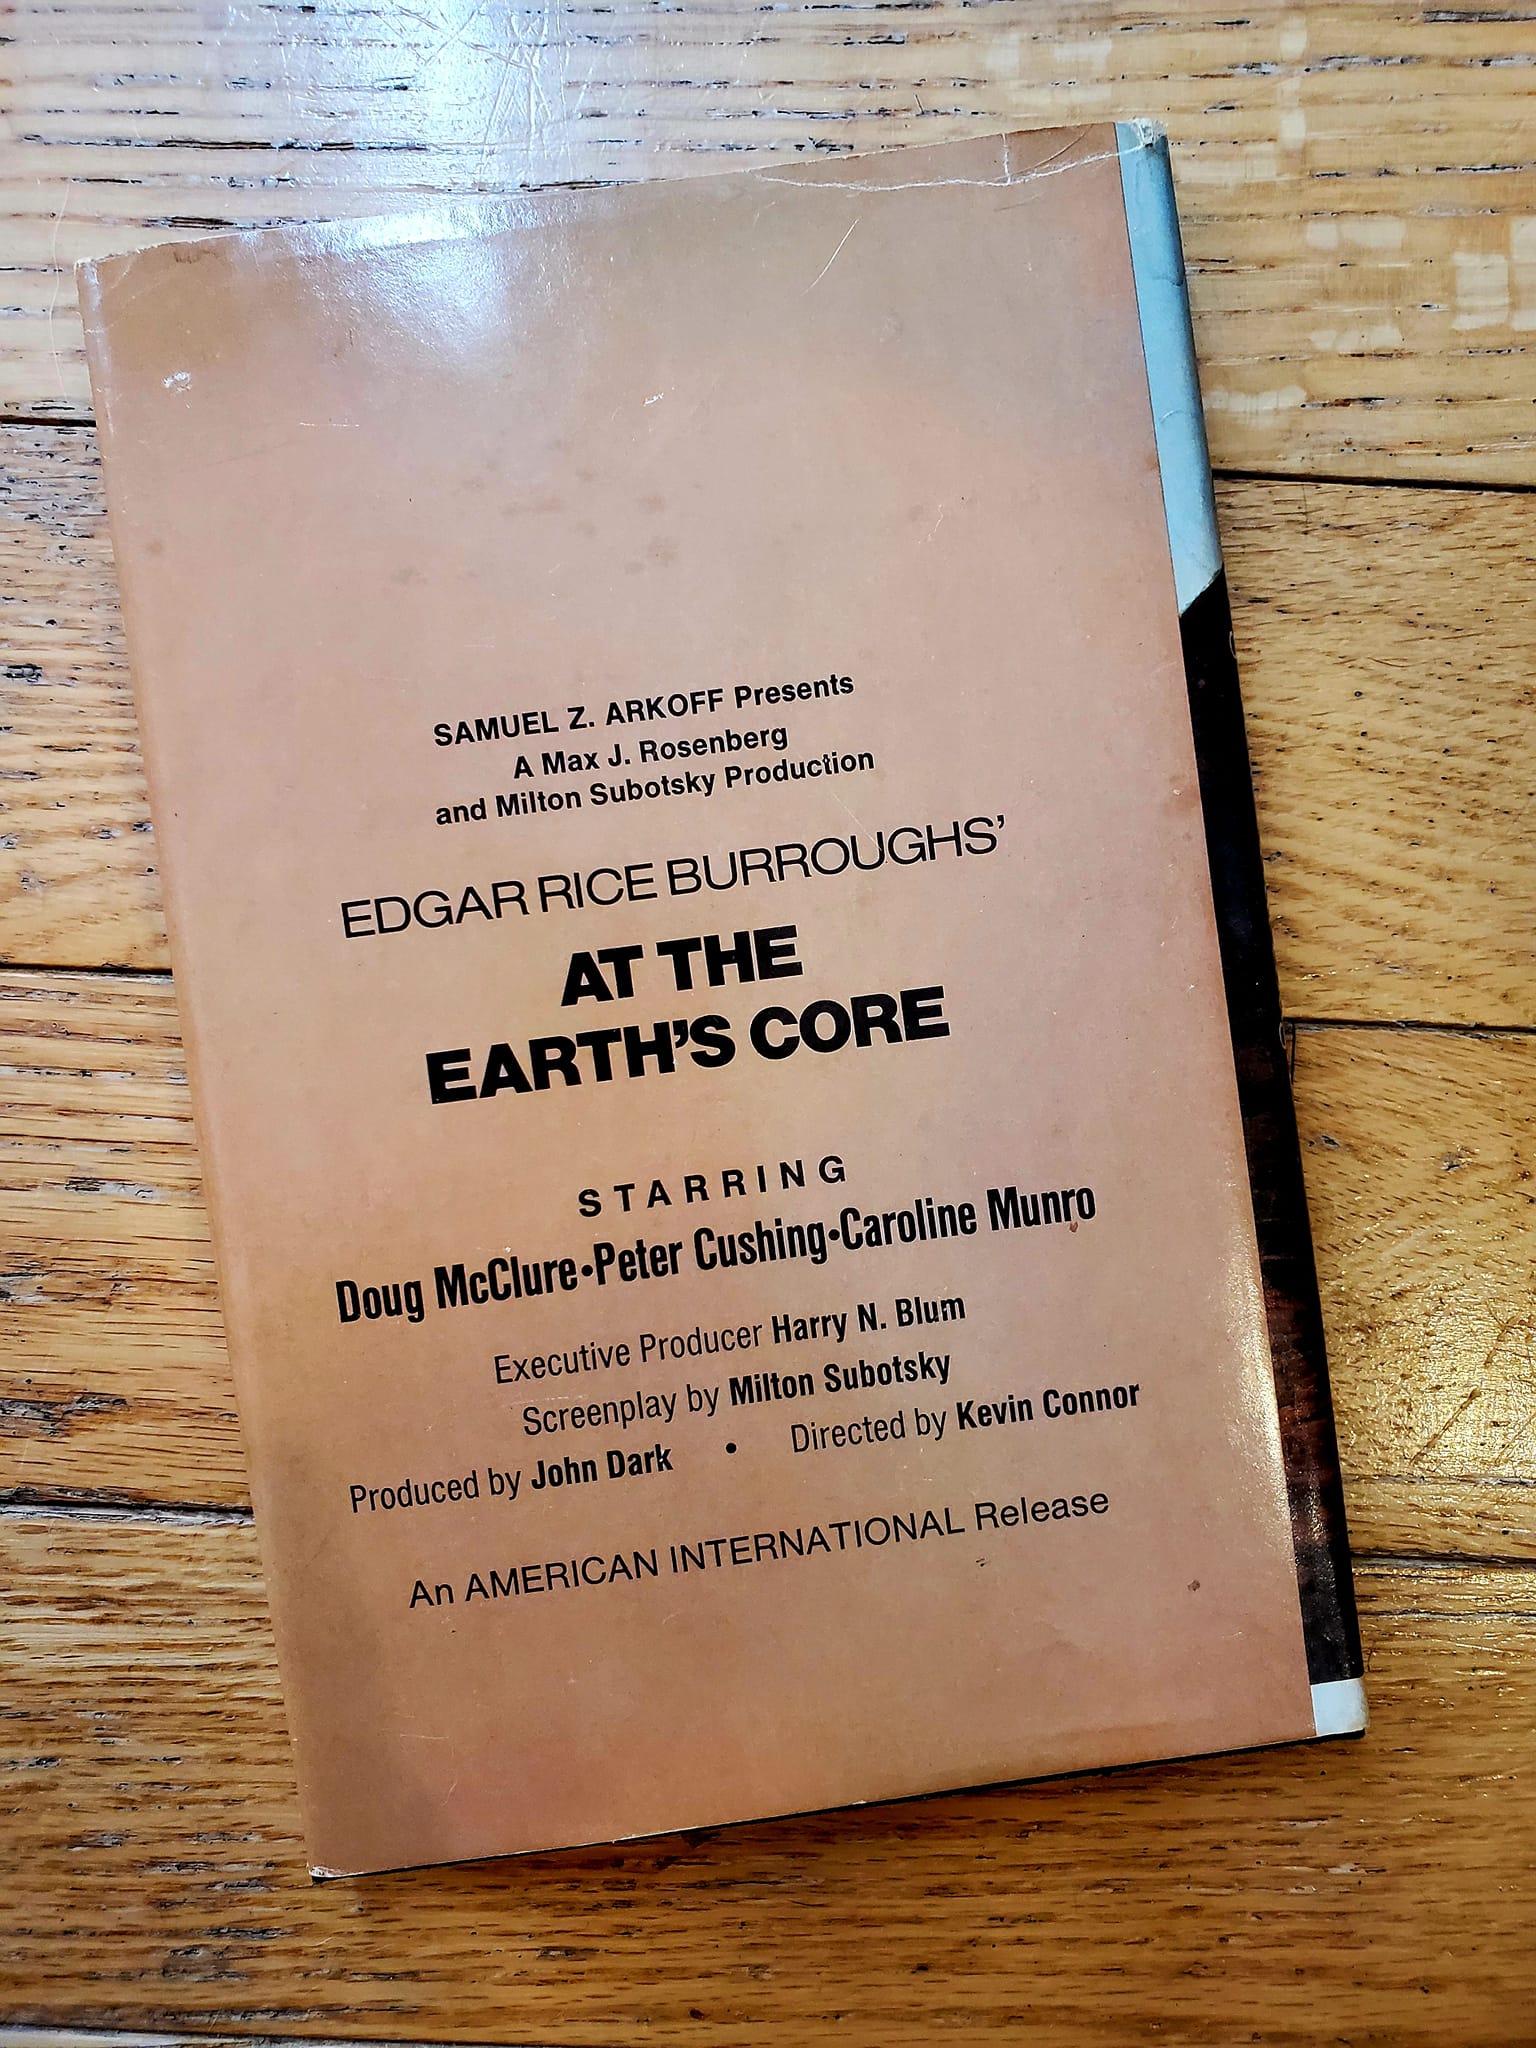 SAMUEL Z. ARKOFF Presents
A Max J. Rosenberg
and Milton Subotsky Production
EDGAR RICE BURROUGHS'
AT THE
EARTH'S CORE
STARRING
Doug McClure•Peter Cushing•Caroline Munro
Executive Producer Harry N. Blum
Screenplay by Milton Subotsky
Produced by John Dark • Directed by Kevin Connor
An AMERICAN INTERNATIONAL Release